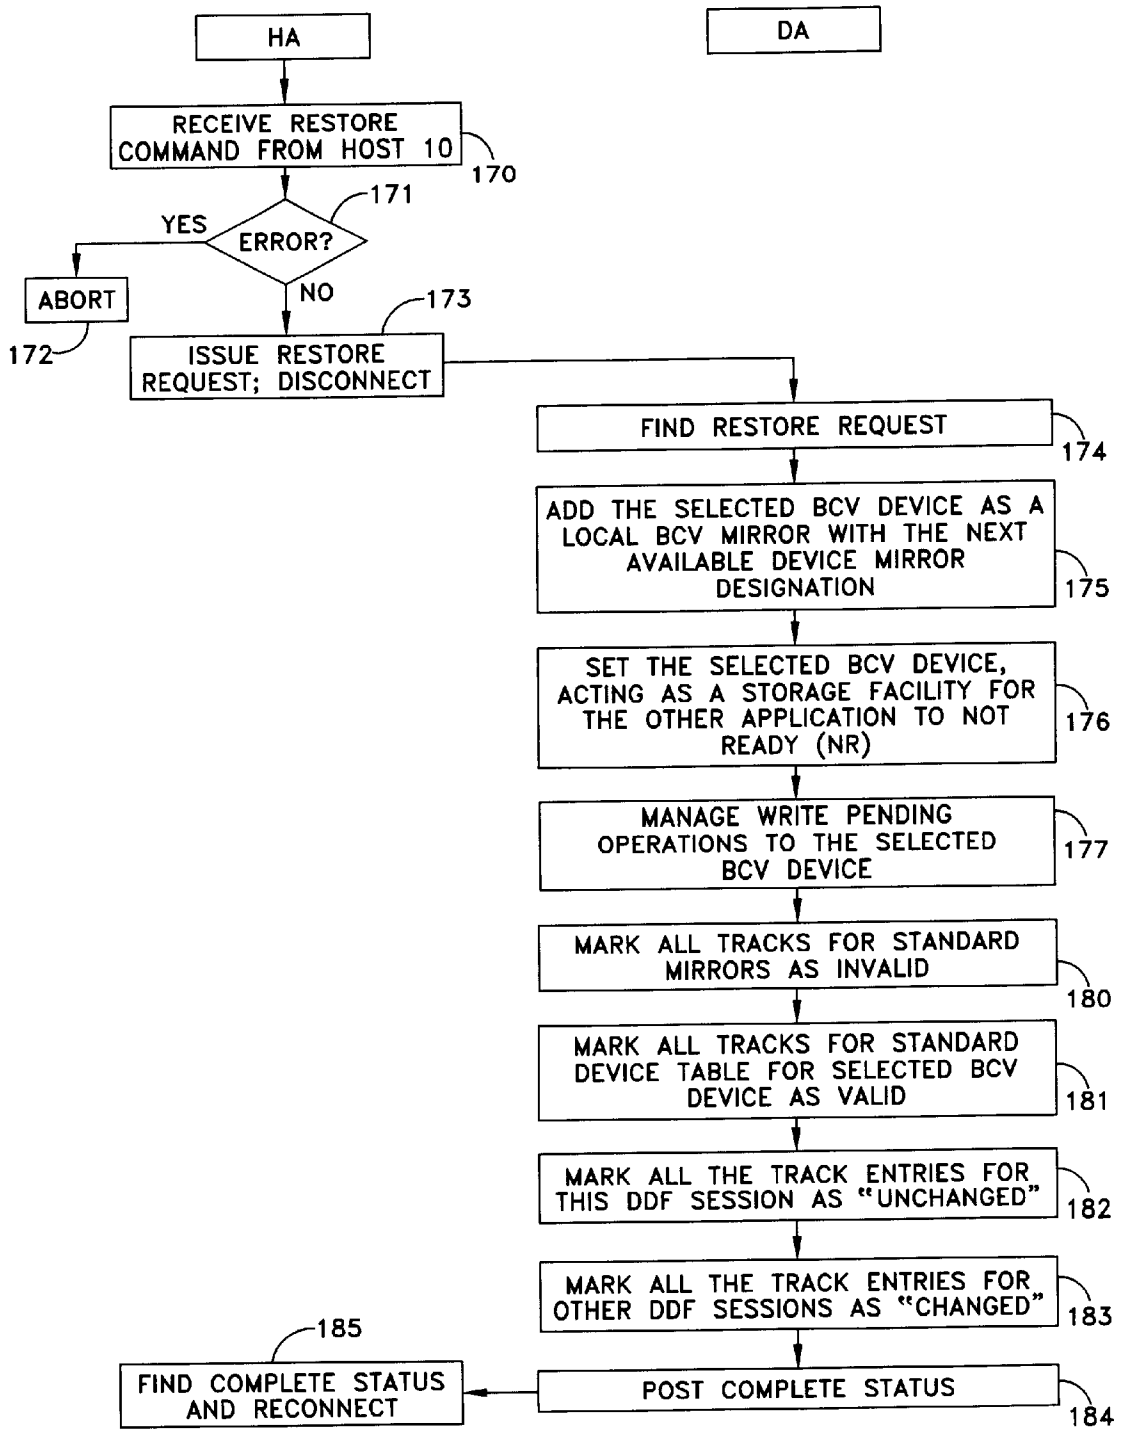 HA
DA
RECEIVE RESTORE
COMMAND FROM HOST 10
170
171
YES
ERROR?
ABORT
172
NO
173
ISSUE RESTORE
REQUEST; DISCONNECT
FIND RESTORE REQUEST
174
ADD THE SELECTED BCV DEVICE AS A
LOCAL BCV MIRROR WITH THE NEXT
AVAILABLE DEVICE MIRROR
DESIGNATION
175
SET THE SELECTED BCV DEVICE,
ACTING AS A STORAGE FACILITY FOR
THE OTHER APPLICATION TO NOT
READY (NR)
176
MANAGE WRITE PENDING
OPERATIONS TO THE SELECTED
BCV DEVICE
177
MARK ALL TRACKS FOR STANDARD
MIRRORS AS INVALID
180
MARK ALL TRACKS FOR STANDARD
DEVICE TABLE FOR SELECTED BCV
DEVICE AS VALID
181
MARK ALL THE TRACK ENTRIES FOR
THIS DDF SESSION AS “UNCHANGED”
182
MARK ALL THE TRACK ENTRIES FOR
OTHER DDF SESSIONS AS “CHANGED”
183
185
FIND COMPLETE STATUS
AND RECONNECT
POST COMPLETE STATUS
184